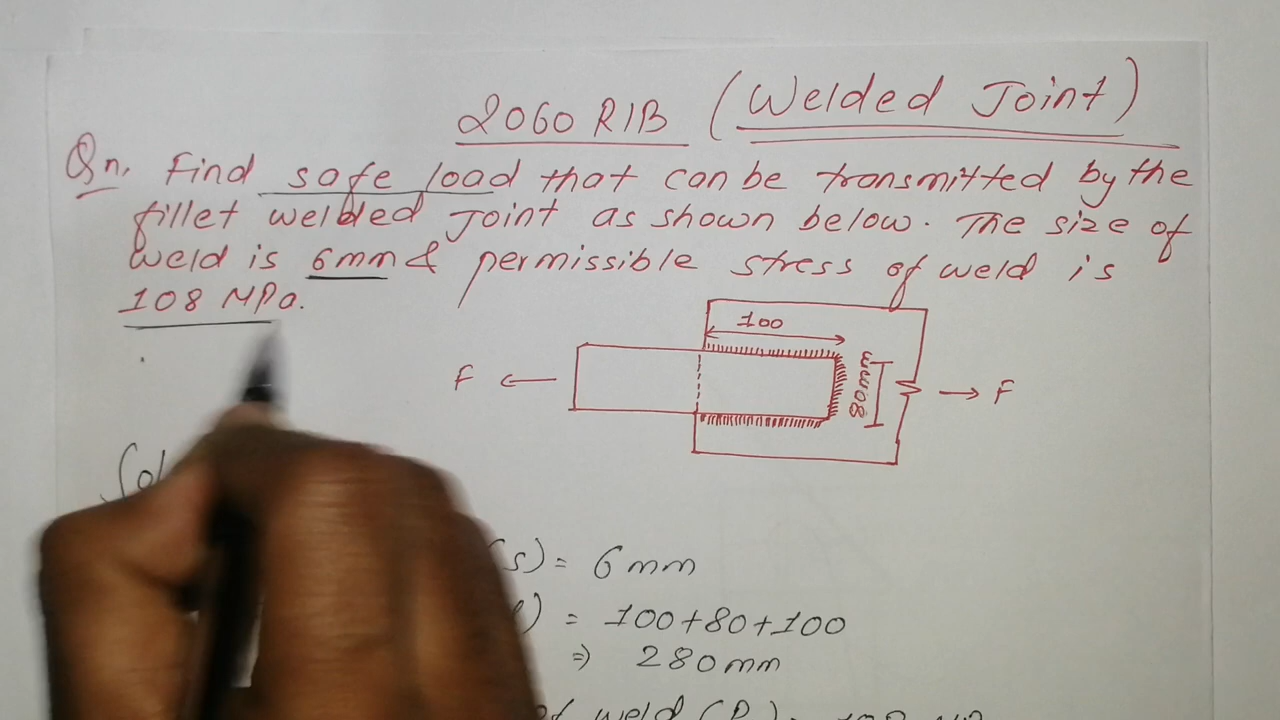 2060 RIB (Welded Joint)
Qn. Find safe load that can be transmitted by the
fillet welded Joint as shown below. The size of
weld is 6mm & permissible stress of weld is
108 MPa.
100
F
80mm
F
Sol
(s) = 6mm
) = 100+80+100
=) 280mm
of weld (P